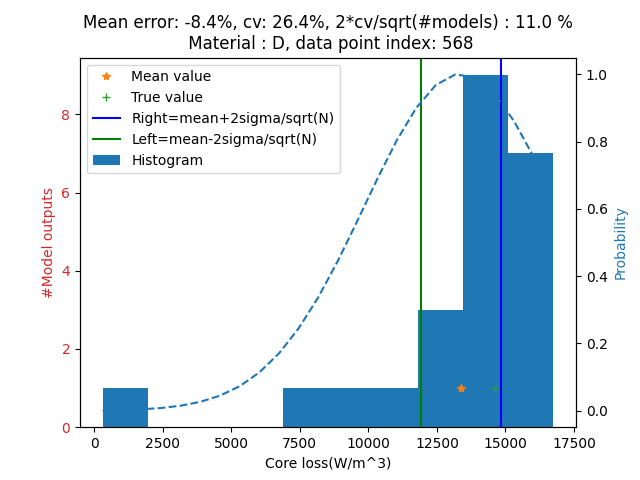 Mean error: -8.4%, cv: 26.4%, 2*cv/sqrt(#models) : 11.0 %
Material : D, data point index: 568
Mean value
True value
Right=mean+2sigma/sqrt(N)
Left=mean-2sigma/sqrt(N)
Histogram
#Model outputs
8
6
4
2
0
Probability
1.0
0.8
0.6
0.4
0.2
0.0
0 2500 5000 7500 10000 12500 15000 17500
Core loss(W/m^3)